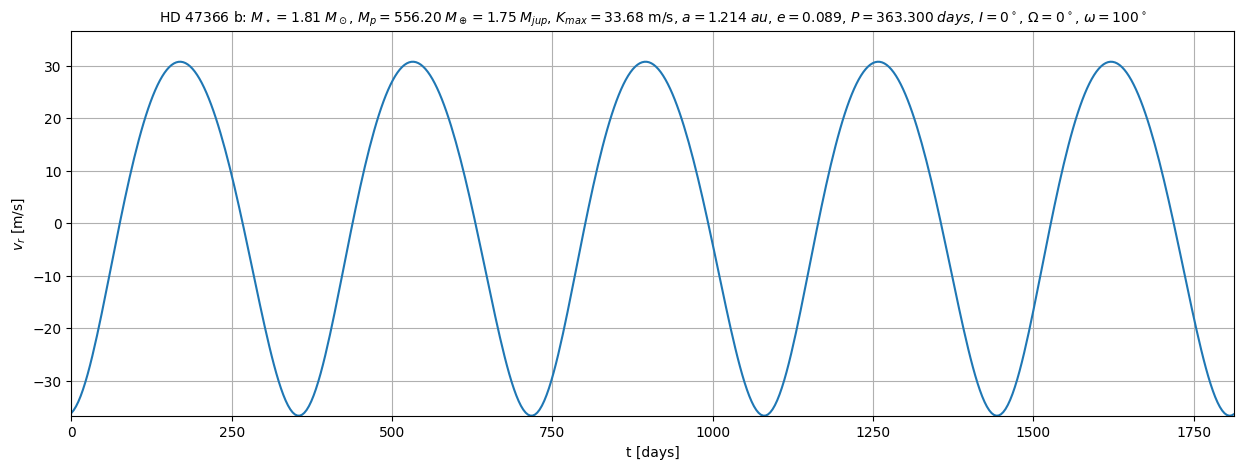 HD 47366 b: M⋆ = 1.81 M⊙, Mp = 556.20 M⊕ = 1.75 Mjup, Kmax = 33.68 m/s, a = 1.214 au, e = 0.089, P = 363.300 days, I = 0°, Ω = 0°, ω = 100°
30
20
10
0
−10
−20
−30
vr [m/s]
0 250 500 750 1000 1250 1500 1750
t [days]